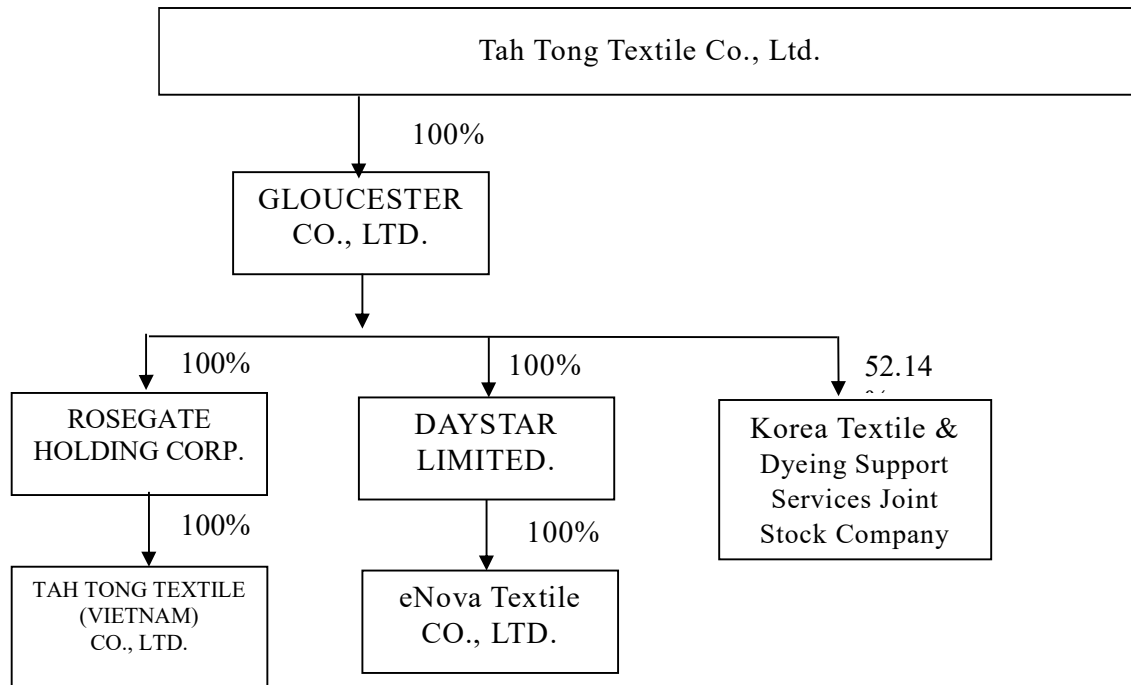 Tah Tong Textile Co., Ltd.
100%
GLOUCESTER
CO., LTD.
100%
100%
52.14
ROSEGATE
HOLDING CORP.
DAYSTAR
LIMITED.
Korea Textile &
Dyeing Support
Services Joint
Stock Company
100%
100%
TAH TONG TEXTILE
(VIETNAM)
CO., LTD.
eNova Textile
CO., LTD.